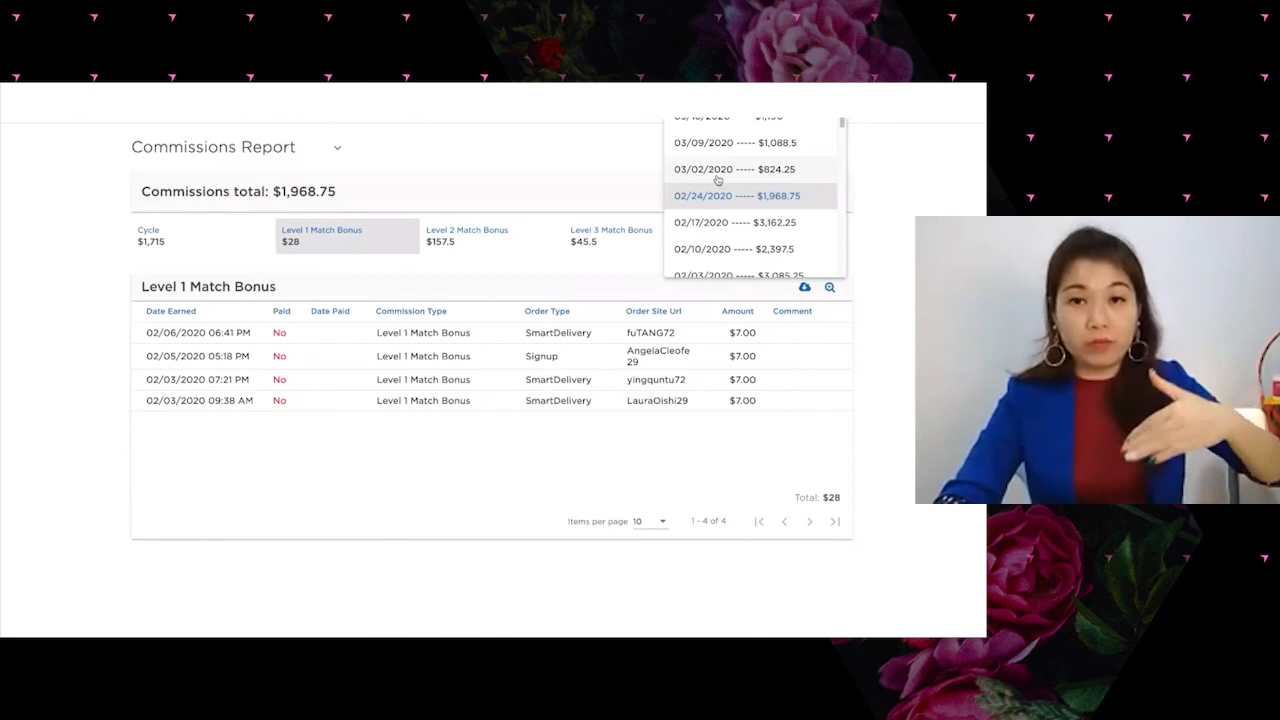 03/09/2020 ----- $1,088.5
Commissions Report
03/02/2020 ----- $824.25
Commissions total: $1,968.75
02/24/2020 ----- $1,968.75
02/17/2020 ----- $3,162.25
Cycle
Level 1 Match Bonus
Level 2 Match Bonus
Level 3 Match Bonus
$1,715
$28
$157.5
$45.5
02/10/2020 ----- $2,397.5
02/03/2020 ----- $3,085.25
Level 1 Match Bonus
Date Earned Paid Date Paid Commission Type Order Type Order Site Url Amount Comment
02/06/2020 06:41 PM No Level 1 Match Bonus SmartDelivery fuTANG72 $7.00
02/05/2020 05:18 PM No Level 1 Match Bonus Signup AngelaCleofe
29 $7.00
02/03/2020 07:21 PM No Level 1 Match Bonus SmartDelivery yingquntu72 $7.00
02/03/2020 09:38 AM No Level 1 Match Bonus SmartDelivery LauraOishi29 $7.00
Total: $28
Items per page 10 1 - 4 of 4